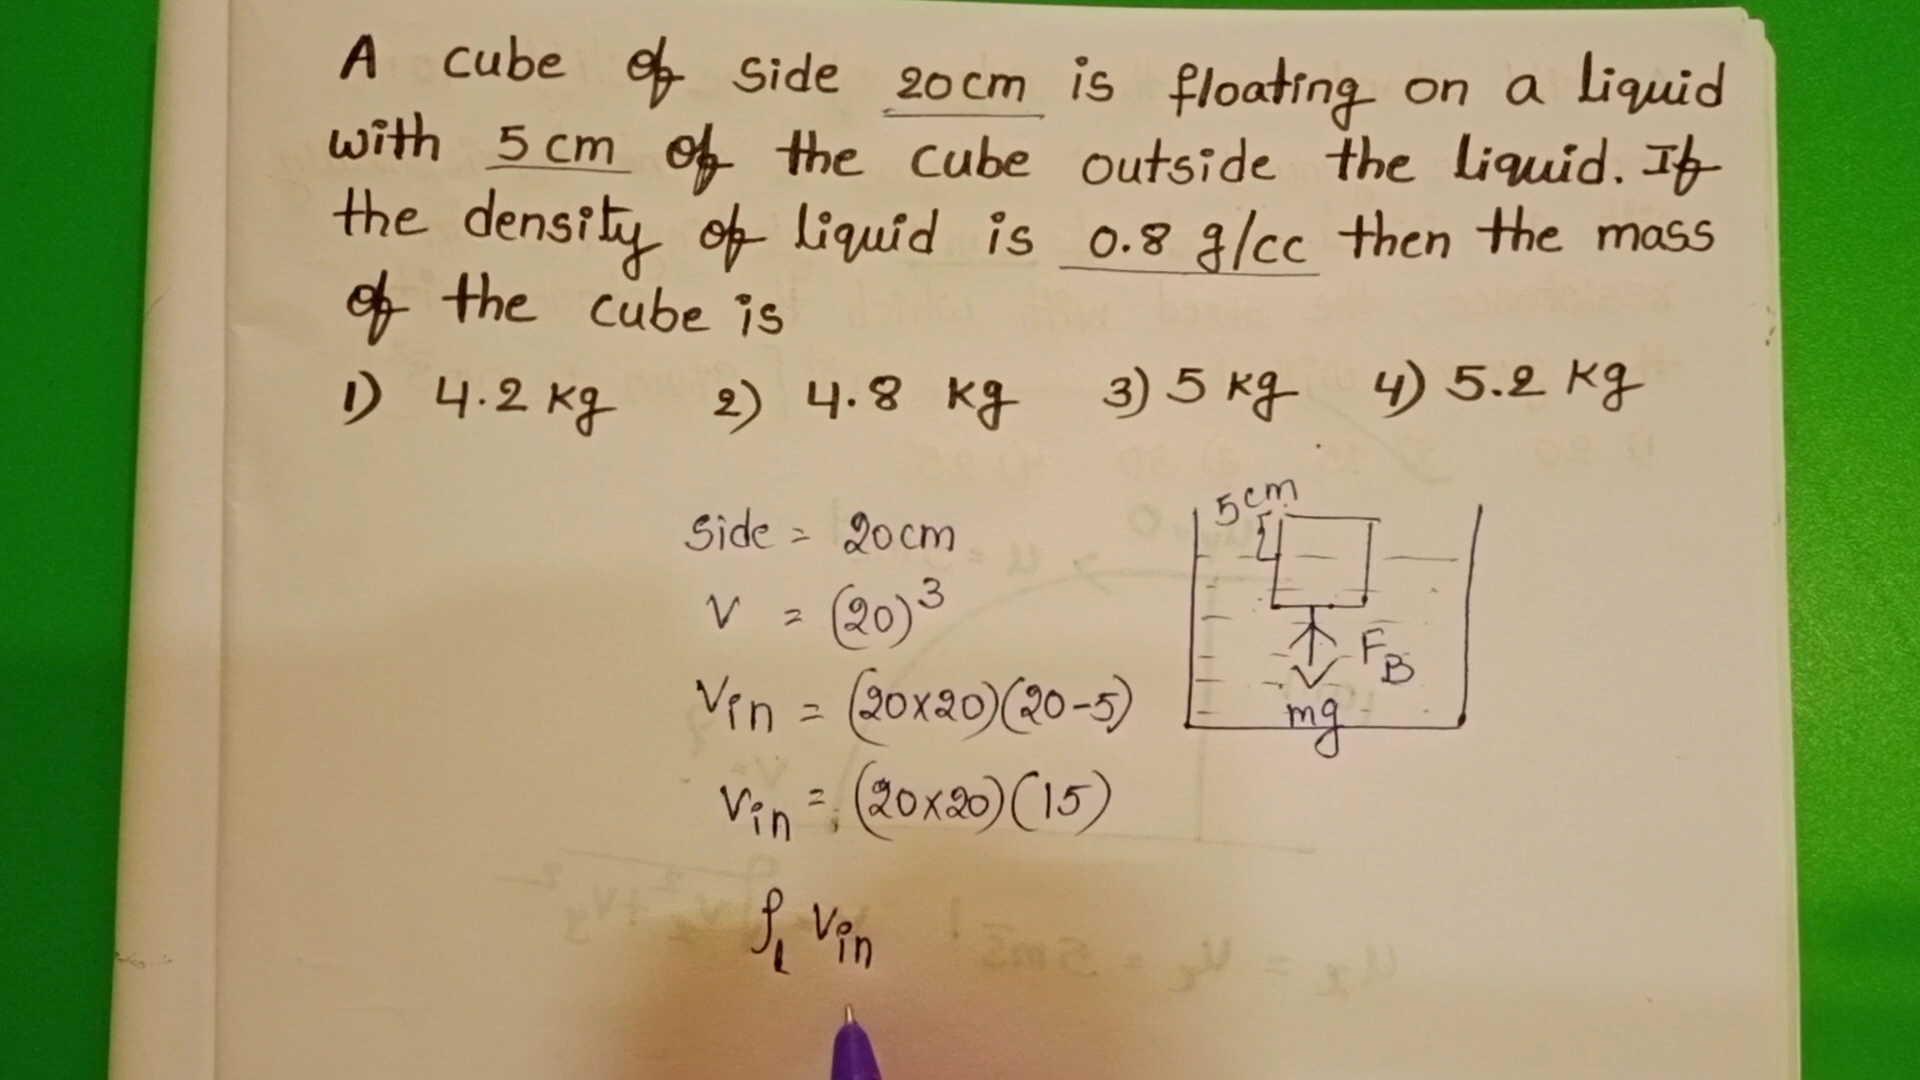 A cube of side 20cm is floating on a liquid
with 5cm of the cube outside the liquid. If
the density of liquid is 0.8 g/cc then the mass
of the cube is
1) 4.2 kg 2) 4.8 kg 3) 5 kg 4) 5.2 kg
Side = 20cm
V = (20)³
Vin = (20x20)(20-5)
Vin = (20x20)(15)
ρl Vin
5cm
FB
mg